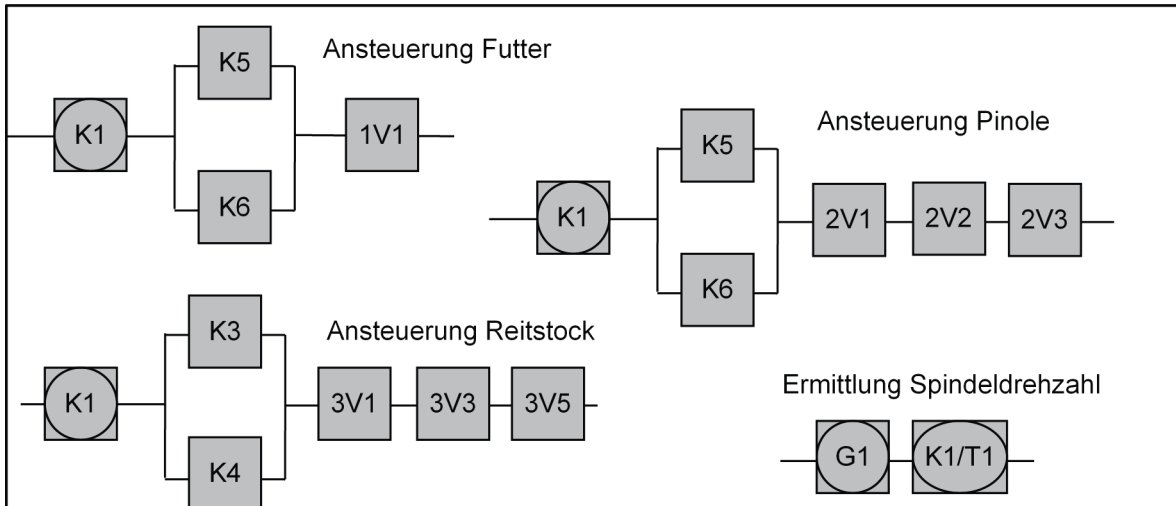 Ansteuerung Futter
K1
K5
K6
1V1
Ansteuerung Pinole
K1
K5
K6
2V1
2V2
2V3
Ansteuerung Reitstock
K1
K3
K4
3V1
3V3
3V5
Ermittlung Spindeldrehzahl
G1
K1/T1